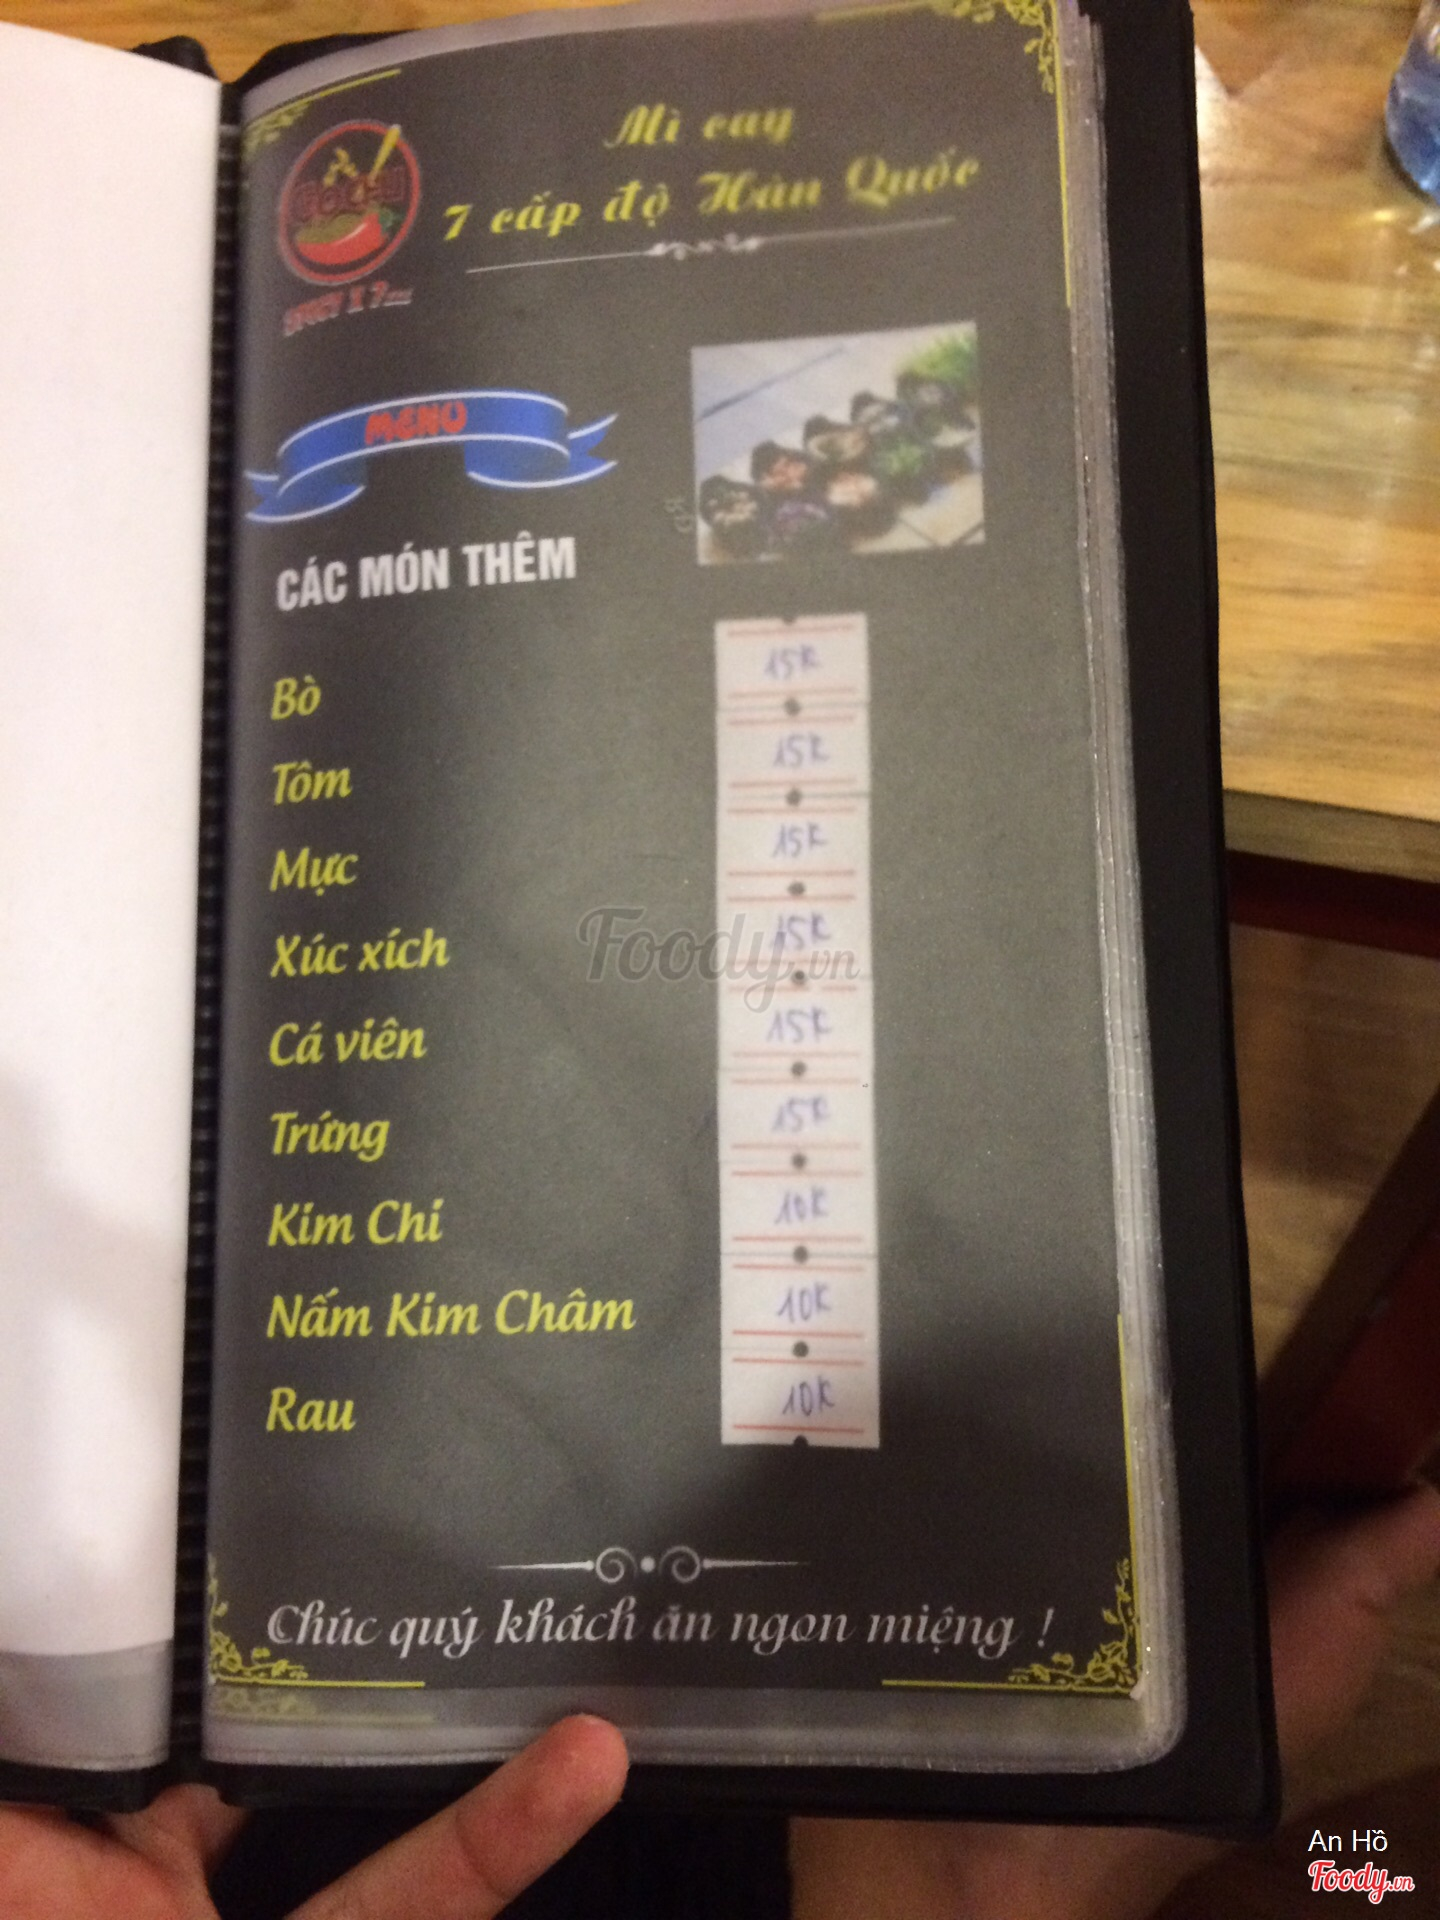 Mì cay
7 cấp độ Hàn Quốc
MENU
CÁC MÓN THÊM
Bò 15K
Tôm 15K
Mực 15K
Xúc xích 15K
Foody.vn
Cá viên 15K
Trứng 15K
Kim Chi 10K
Nấm Kim Châm 10K
Rau 10K
Chúc quý khách ăn ngon miệng !
An Hồ
Foody.vn